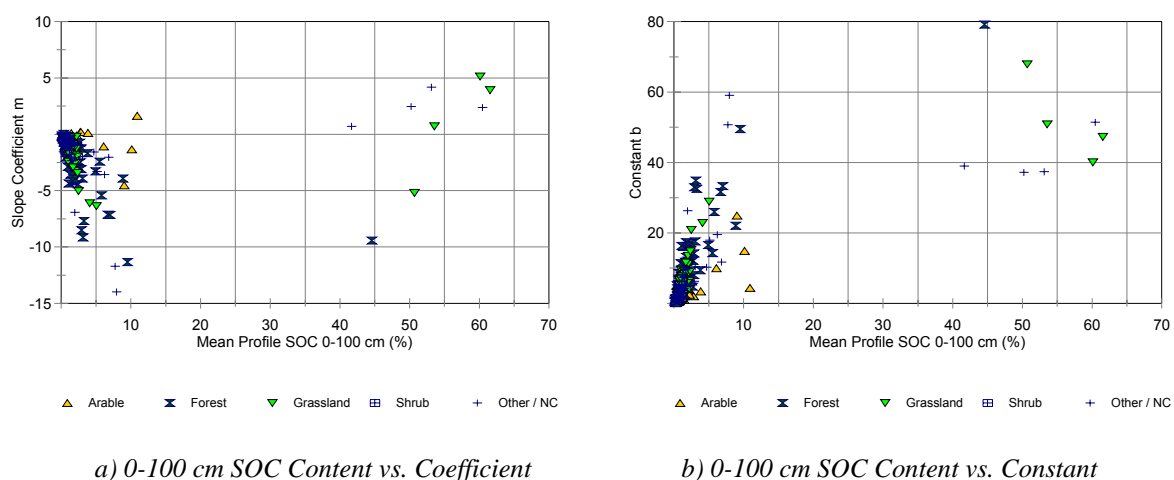 10
5
0
-5
-10
-15
Slope Coefficient m
0 10 20 30 40 50 60 70
Mean Profile SOC 0-100 cm (%)
Arable Forest Grassland Shrub Other / NC
a) 0-100 cm SOC Content vs. Coefficient
80
60
40
20
0
Constant b
0 10 20 30 40 50 60 70
Mean Profile SOC 0-100 cm (%)
Arable Forest Grassland Shrub Other / NC
b) 0-100 cm SOC Content vs. Constant